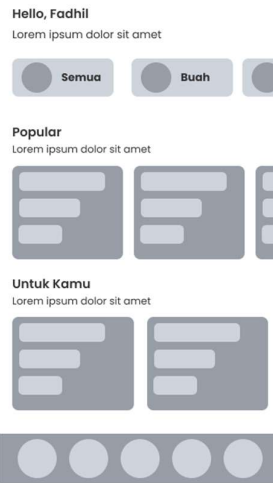 Hello, Fadhil
Lorem ipsum dolor sit amet
Semua
Buah
Popular
Lorem ipsum dolor sit amet
Untuk Kamu
Lorem ipsum dolor sit amet